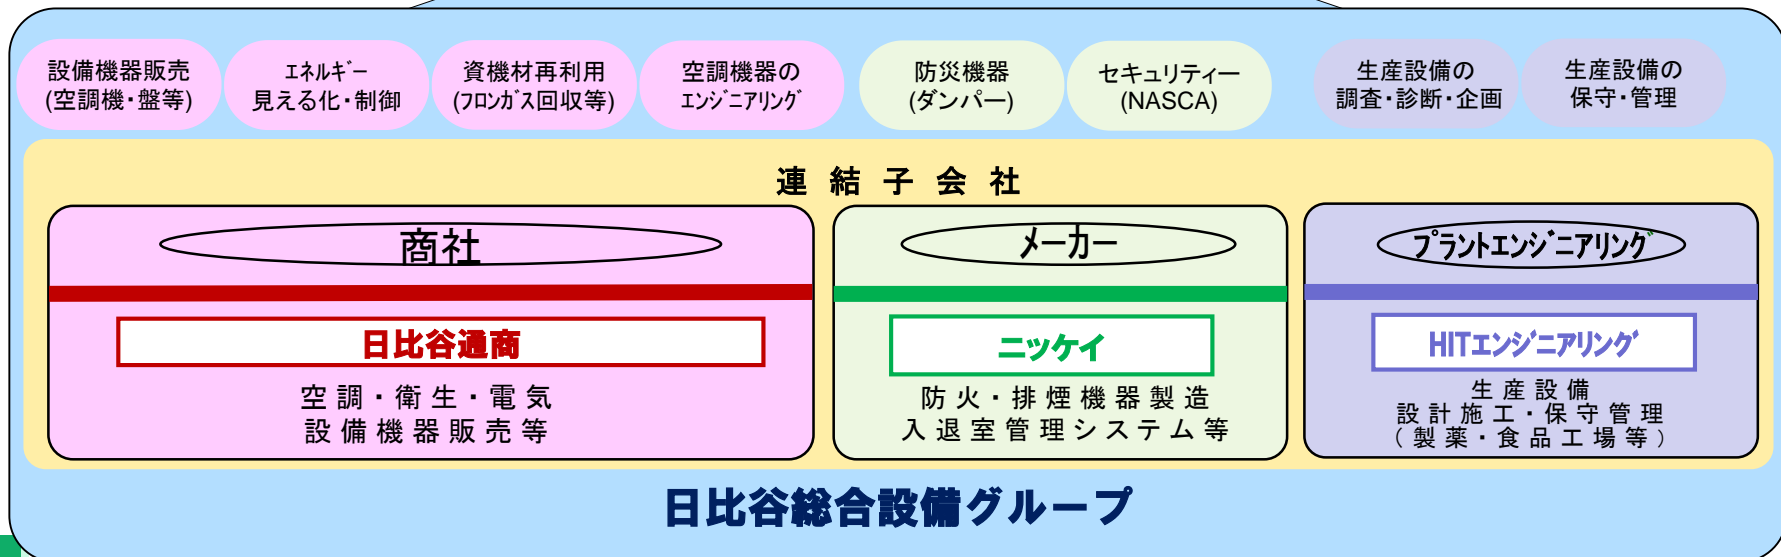 設備機器販売
(空調機・盤等)
エネルギー
見える化・制御
資機材再利用
(フロンガス回収等)
空調機器の
エンジニアリング
防災機器
(ダンパー)
セキュリティー
(NASCA)
生産設備の
調査・診断・企画
生産設備の
保守・管理
連結子会社
商社
日比谷通商
空調・衛生・電気
設備機器販売等
メーカー
ニッケイ
防火・排煙機器製造
入退室管理システム等
プラントエンジニアリング
HITエンジニアリング
生産設備
設計施工・保守管理
(製薬・食品工場等)
日比谷総合設備グループ